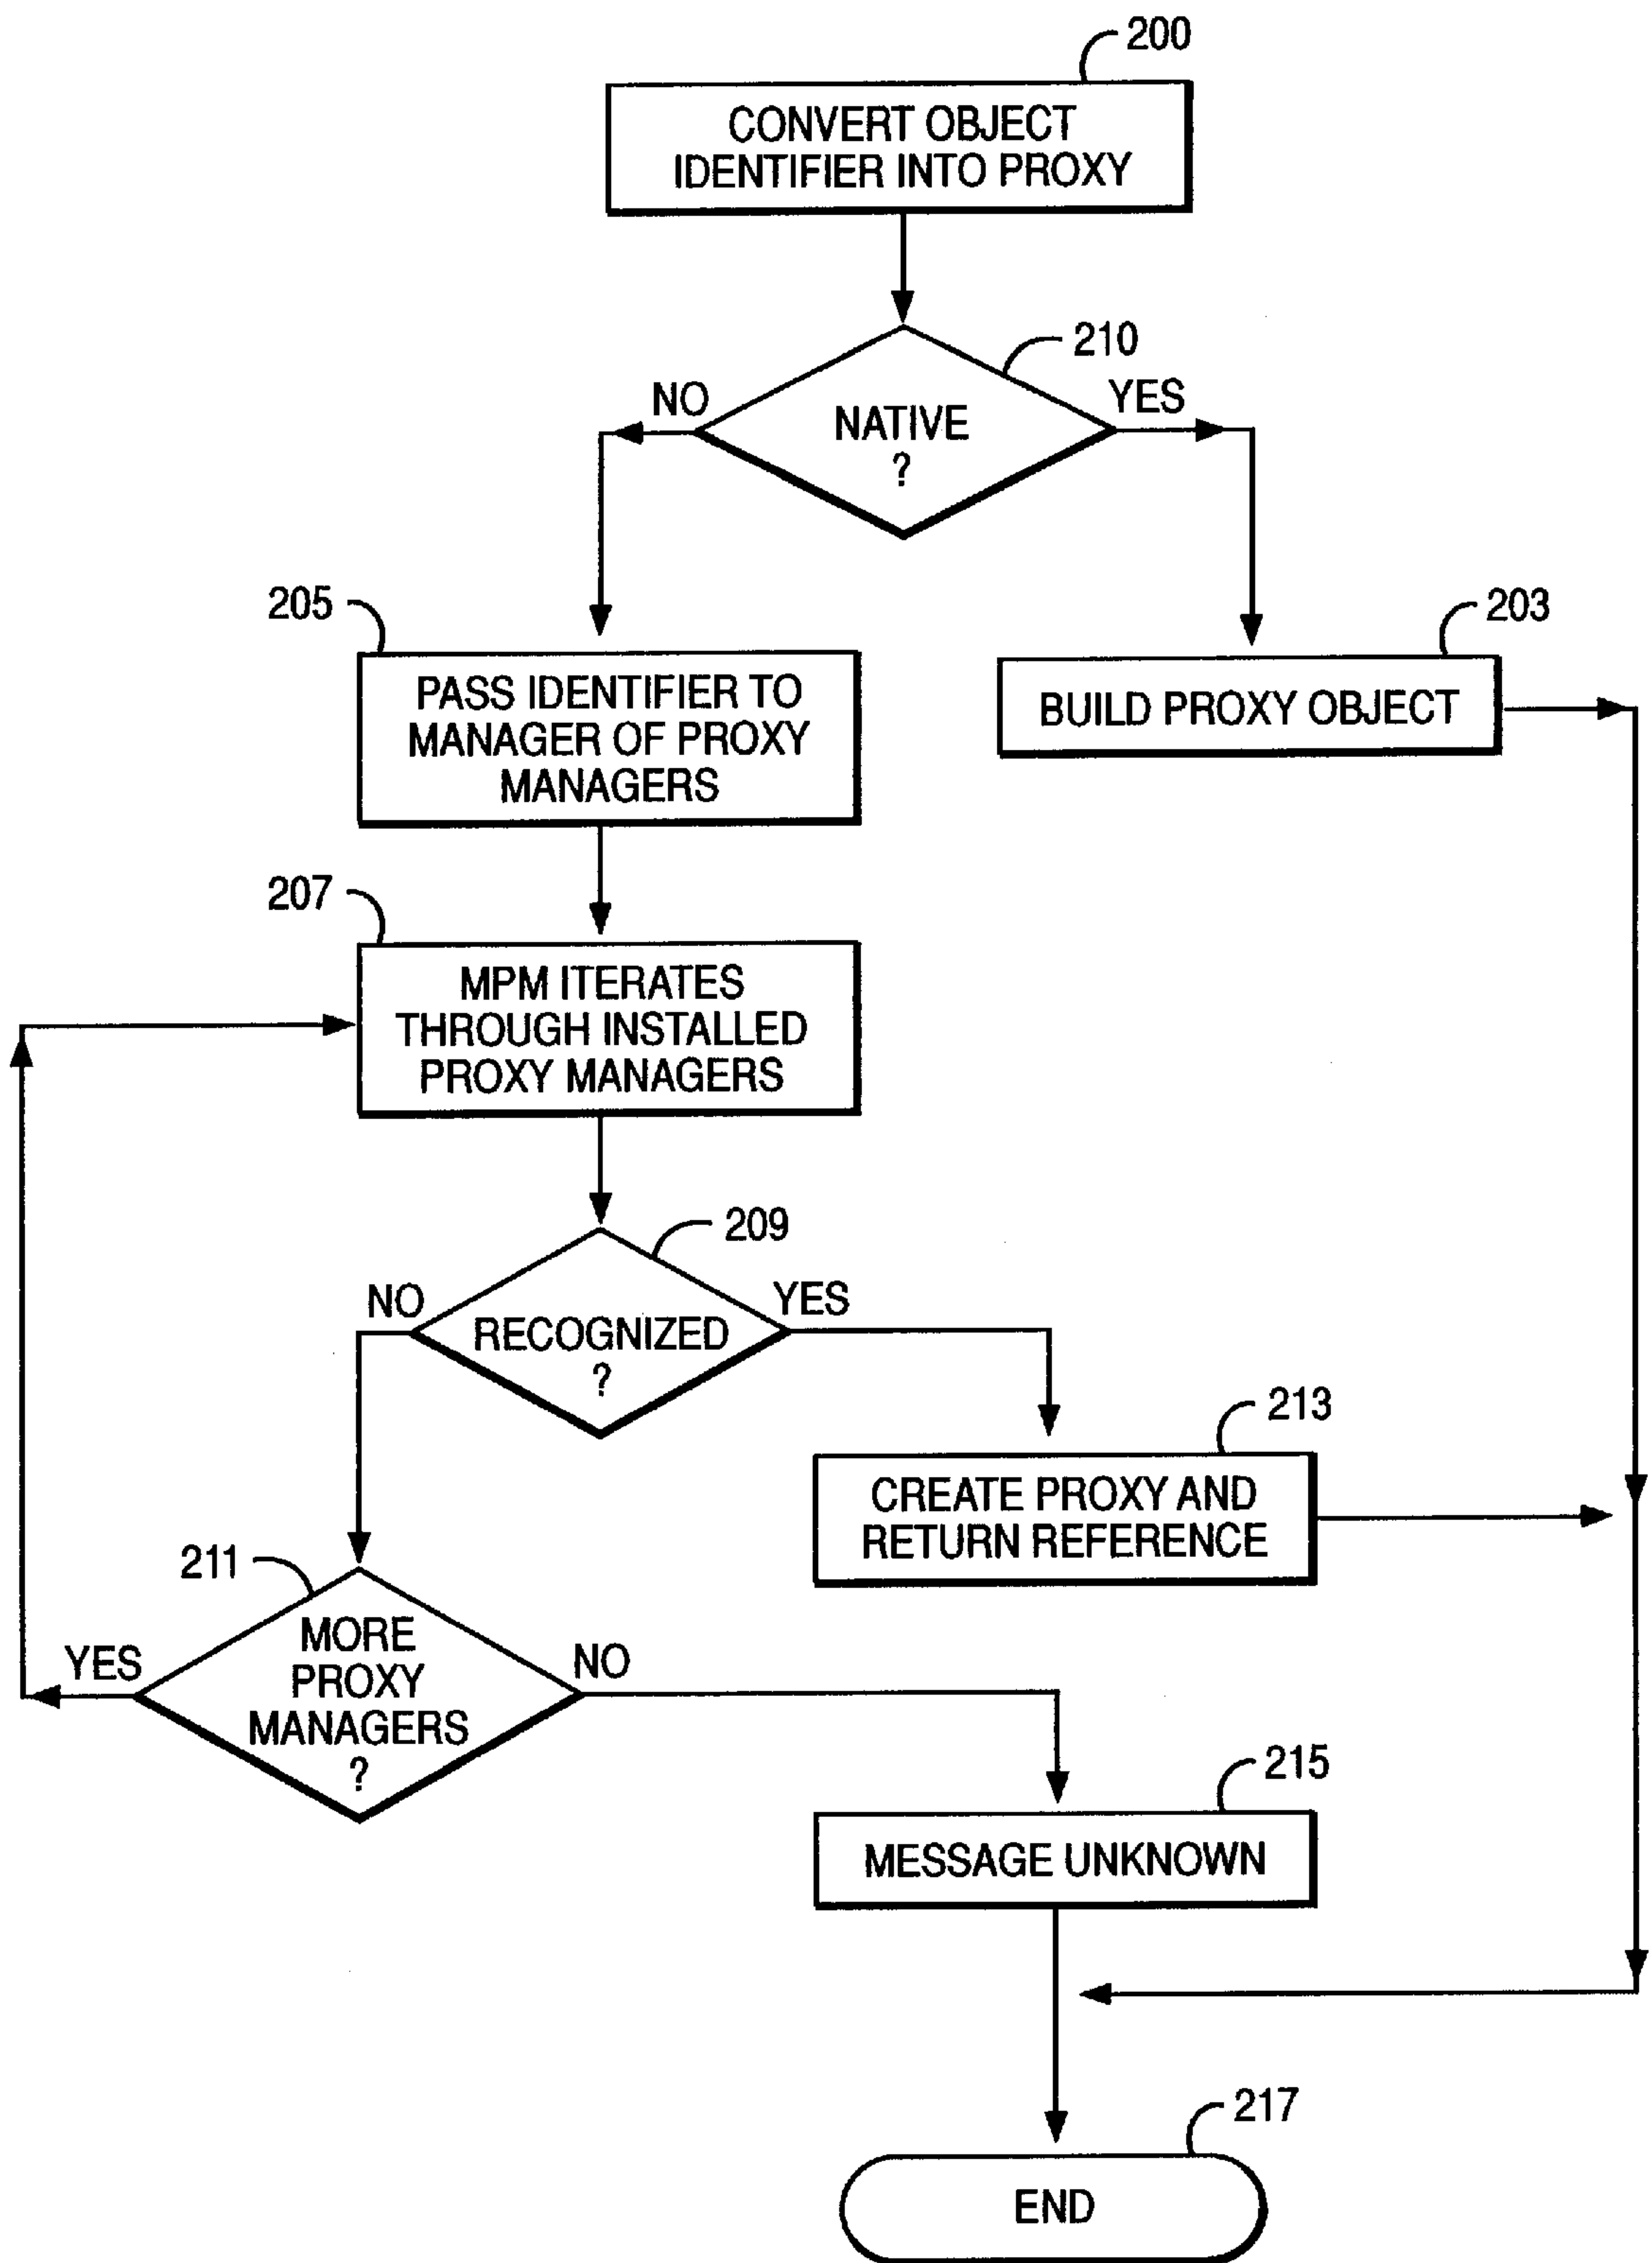 200
CONVERT OBJECT
IDENTIFIER INTO PROXY
210
NO
YES
NATIVE
?
205
203
PASS IDENTIFIER TO
MANAGER OF PROXY
MANAGERS
BUILD PROXY OBJECT
207
MPM ITERATES
THROUGH INSTALLED
PROXY MANAGERS
209
NO
YES
RECOGNIZED
?
213
CREATE PROXY AND
RETURN REFERENCE
211
MORE
PROXY
MANAGERS
?
YES
NO
215
MESSAGE UNKNOWN
217
END